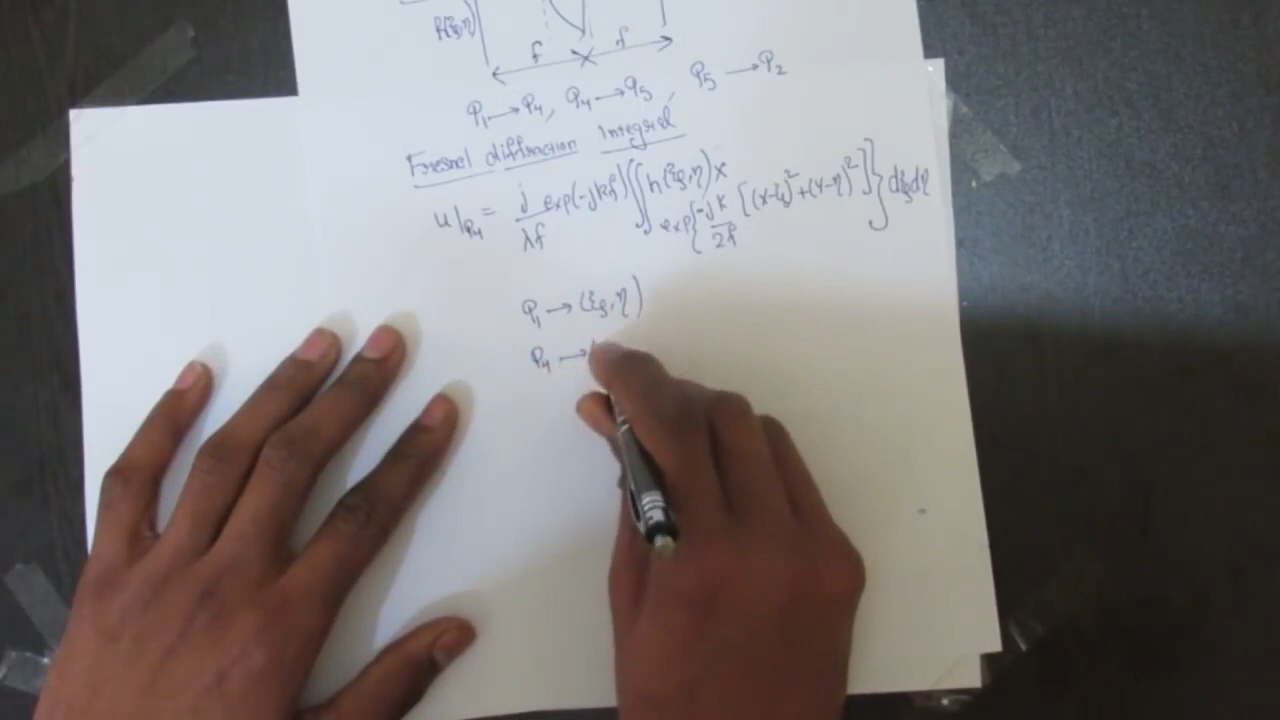 h(ξ,η)
f f
P₁ → P₄, P₄ → P₅, P₅ → P₂
Fresnel diffraction Integral
u|P₄ = j/λf exp(-jkf) ∬ h(ξ,η) x
exp{-jk/2f [(x-ξ)²+(y-η)²]} dξdη
P₁ → (ξ,η)
P₄ →